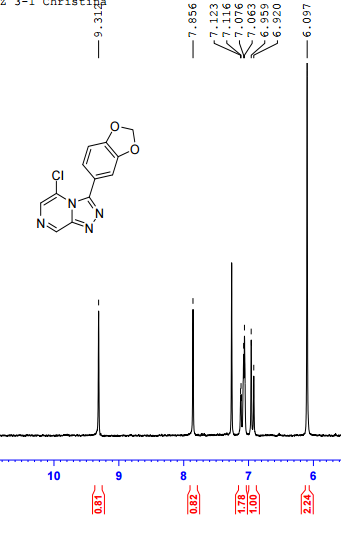 Z 3-1 Christina
9.312
7.856
7.123
7.116
7.076
7.063
6.959
6.920
6.097
O
O
Cl
N
N
N
N
10
9
8
7
6
0.81
0.82
1.78
1.00
2.24